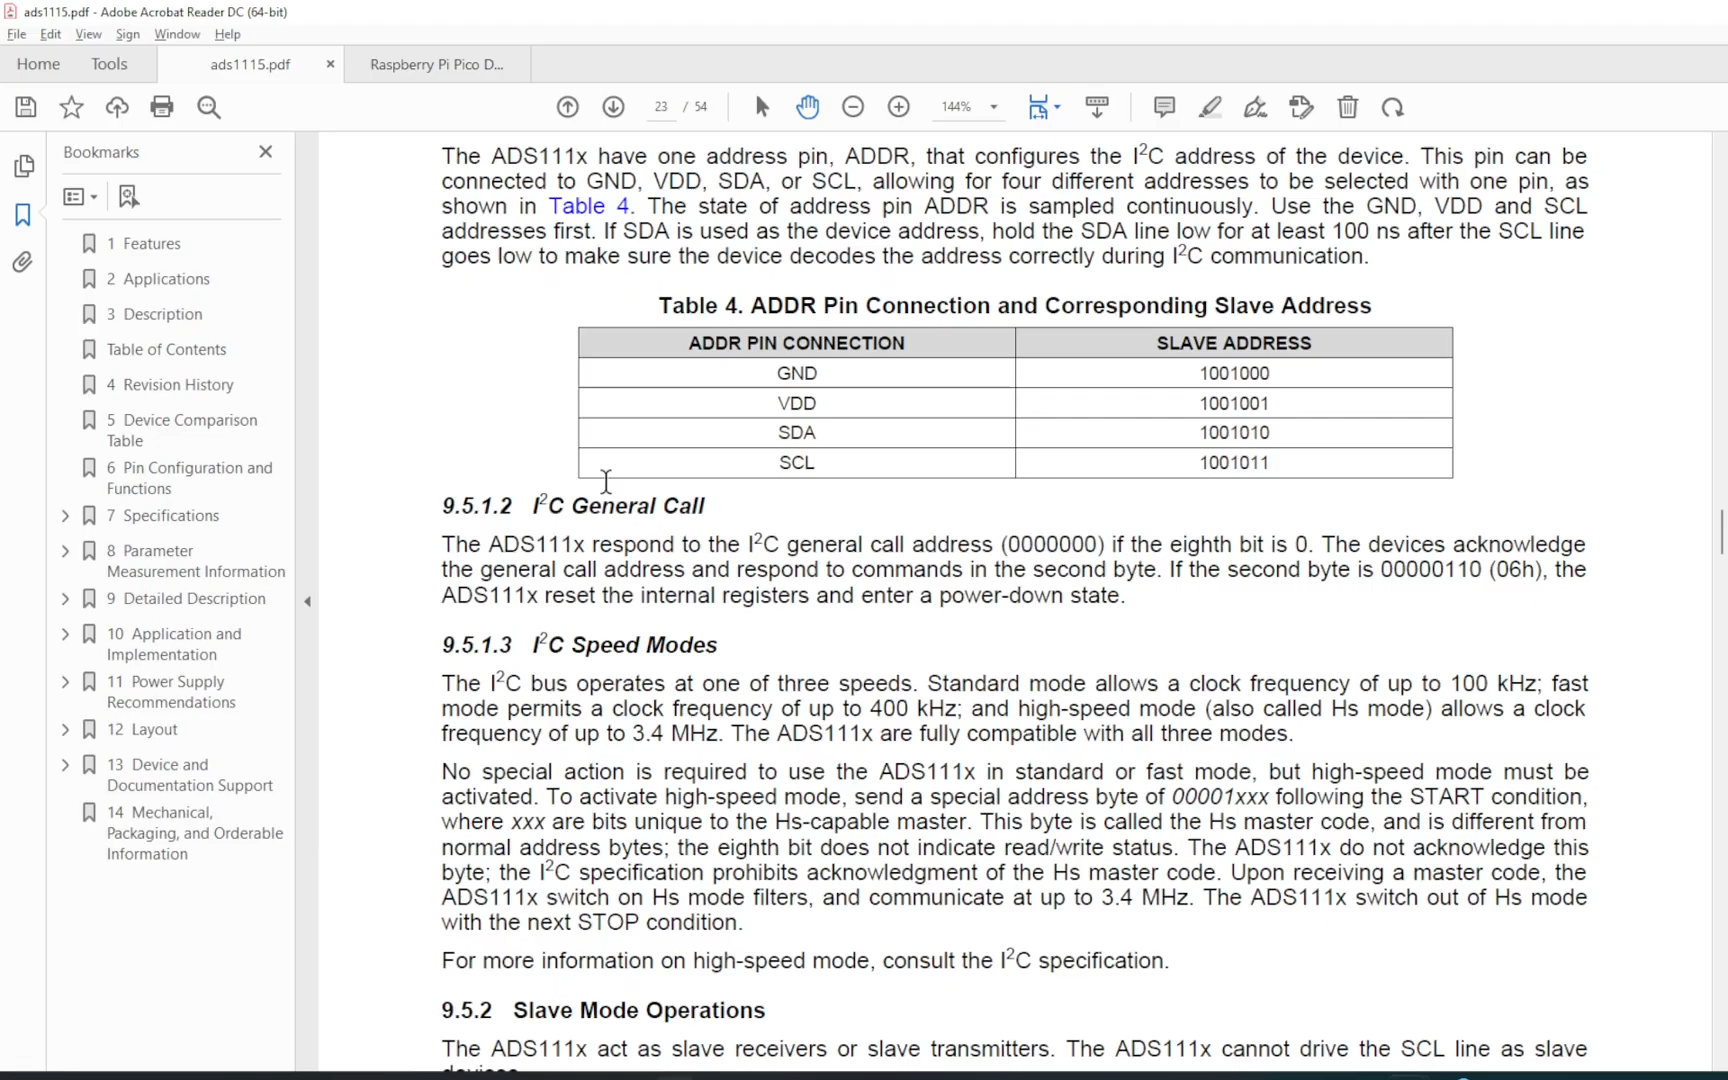 ads1115.pdf - Adobe Acrobat Reader DC (64-bit)
File Edit View Sign Window Help
Home Tools ads1115.pdf × Raspberry Pi Pico D...
23 / 54 144%
Bookmarks
1 Features
2 Applications
3 Description
Table of Contents
4 Revision History
5 Device Comparison
Table
6 Pin Configuration and
Functions
7 Specifications
8 Parameter
Measurement Information
9 Detailed Description
10 Application and
Implementation
11 Power Supply
Recommendations
12 Layout
13 Device and
Documentation Support
14 Mechanical,
Packaging, and Orderable
Information
The ADS111x have one address pin, ADDR, that configures the I²C address of the device. This pin can be
connected to GND, VDD, SDA, or SCL, allowing for four different addresses to be selected with one pin, as
shown in Table 4. The state of address pin ADDR is sampled continuously. Use the GND, VDD and SCL
addresses first. If SDA is used as the device address, hold the SDA line low for at least 100 ns after the SCL line
goes low to make sure the device decodes the address correctly during I²C communication.
Table 4. ADDR Pin Connection and Corresponding Slave Address
ADDR PIN CONNECTION SLAVE ADDRESS
GND 1001000
VDD 1001001
SDA 1001010
SCL 1001011
9.5.1.2 I²C General Call
The ADS111x respond to the I²C general call address (0000000) if the eighth bit is 0. The devices acknowledge
the general call address and respond to commands in the second byte. If the second byte is 00000110 (06h), the
ADS111x reset the internal registers and enter a power-down state.
9.5.1.3 I²C Speed Modes
The I²C bus operates at one of three speeds. Standard mode allows a clock frequency of up to 100 kHz; fast
mode permits a clock frequency of up to 400 kHz; and high-speed mode (also called Hs mode) allows a clock
frequency of up to 3.4 MHz. The ADS111x are fully compatible with all three modes.
No special action is required to use the ADS111x in standard or fast mode, but high-speed mode must be
activated. To activate high-speed mode, send a special address byte of 00001xxx following the START condition,
where xxx are bits unique to the Hs-capable master. This byte is called the Hs master code, and is different from
normal address bytes; the eighth bit does not indicate read/write status. The ADS111x do not acknowledge this
byte; the I²C specification prohibits acknowledgment of the Hs master code. Upon receiving a master code, the
ADS111x switch on Hs mode filters, and communicate at up to 3.4 MHz. The ADS111x switch out of Hs mode
with the next STOP condition.
For more information on high-speed mode, consult the I²C specification.
9.5.2 Slave Mode Operations
The ADS111x act as slave receivers or slave transmitters. The ADS111x cannot drive the SCL line as slave